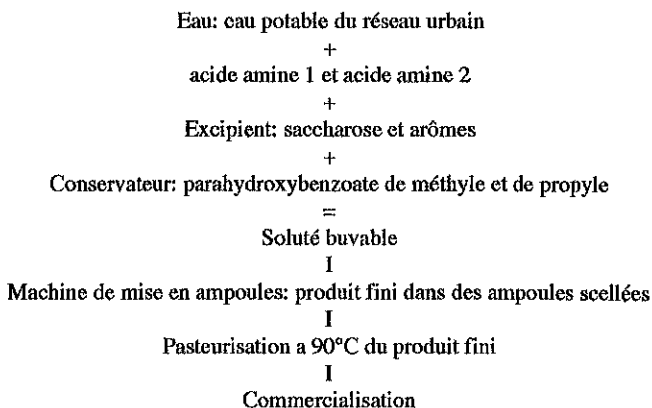 Eau: eau potable du réseau urbain
+
acide amine 1 et acide amine 2
+
Excipient: saccharose et arômes
+
Conservateur: parahydroxybenzoate de méthyle et de propyle
=
Soluté buvable
I
Machine de mise en ampoules: produit fini dans des ampoules scellées
I
Pasteurisation a 90°C du produit fini
I
Commercialisation